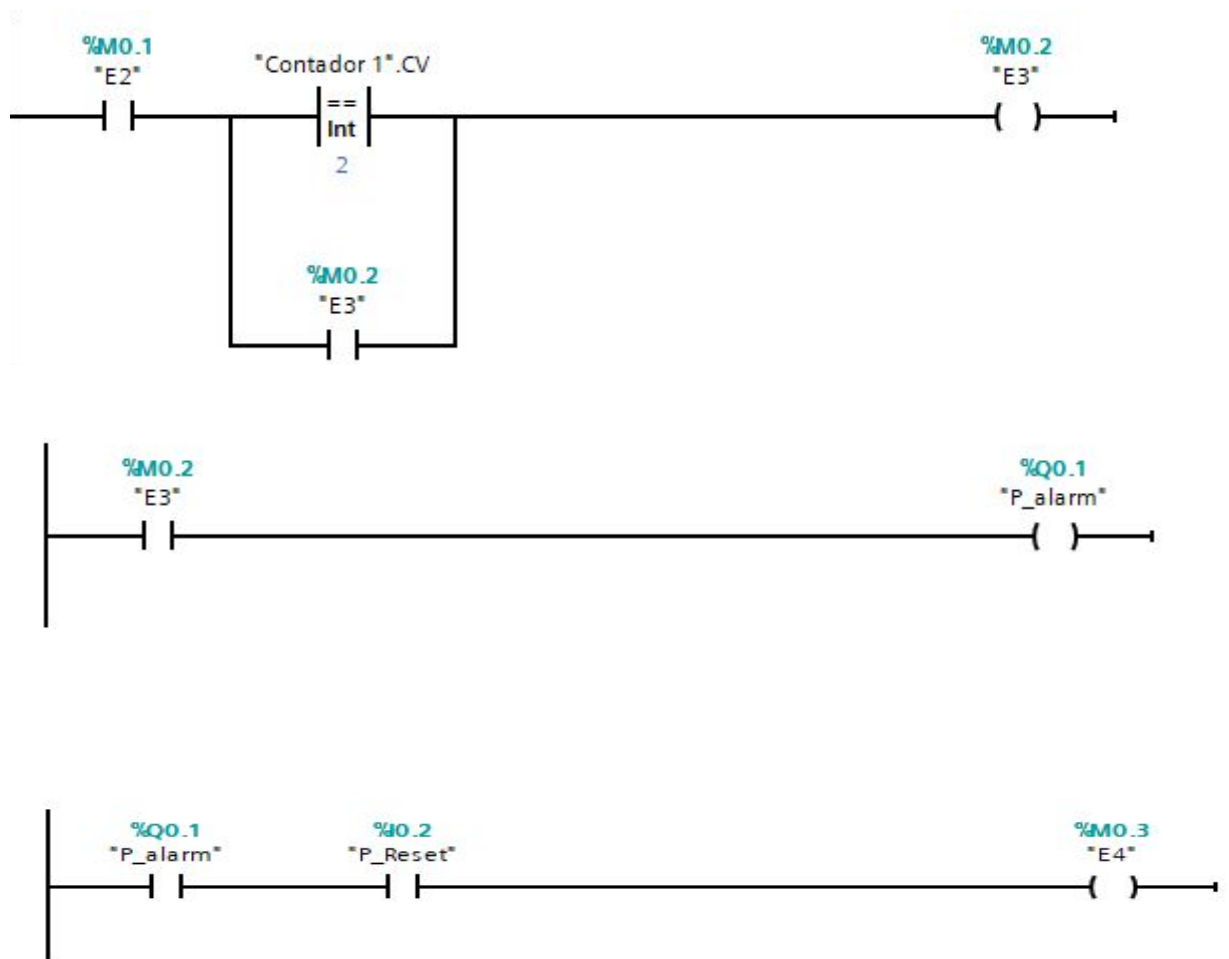 %M0.1
"E2"
"Contador 1".CV
==
Int
2
%M0.2
"E3"
%M0.2
"E3"
%M0.2
"E3"
%Q0.1
"P_alarm"
%Q0.1
"P_alarm"
%I0.2
"P_Reset"
%M0.3
"E4"